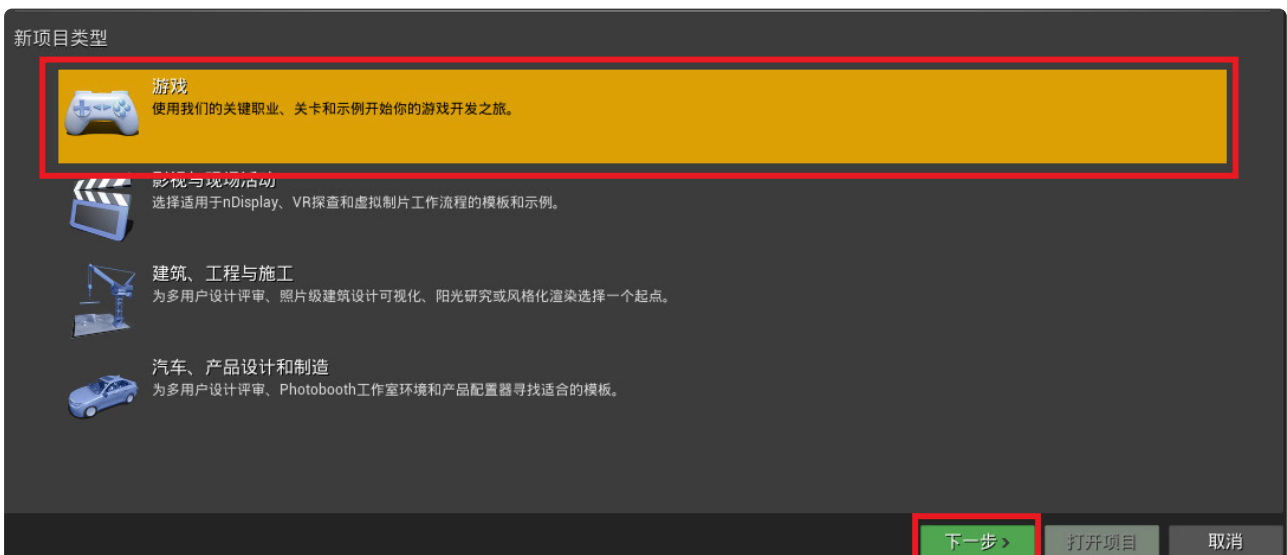 新项目类型
游戏
使用我们的关键职业、关卡和示例开始你的游戏开发之旅。
影视与现场活动
选择适用于nDisplay、VR探查和虚拟制片工作流程的模板和示例。
建筑、工程与施工
为多用户设计评审、照片级建筑设计可视化、阳光研究或风格化渲染选择一个起点。
汽车、产品设计和制造
为多用户设计评审、Photobooth工作室环境和产品配置器寻找适合的模板。
下一步> 打开项目 取消